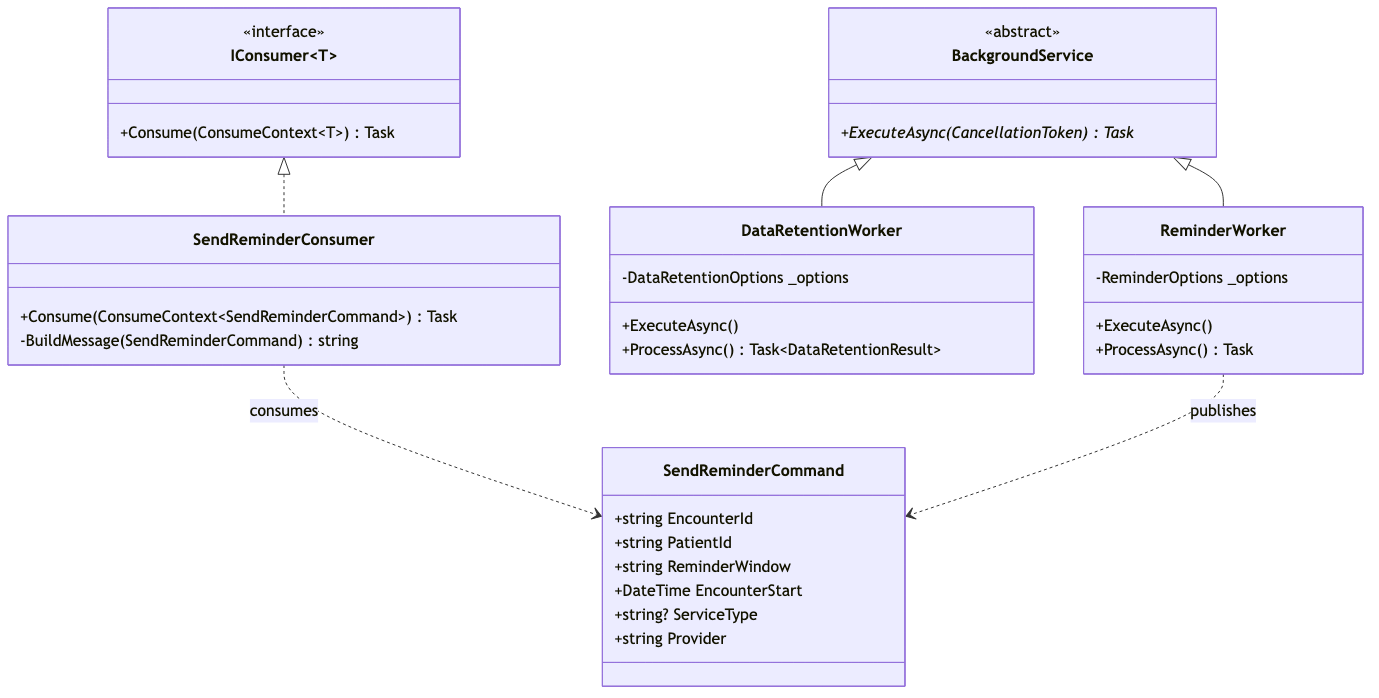 «interface»
IConsumer<T>
+Consume(ConsumeContext<T>) : Task
«abstract»
BackgroundService
+ExecuteAsync(CancellationToken) : Task
SendReminderConsumer
+Consume(ConsumeContext<SendReminderCommand>) : Task
-BuildMessage(SendReminderCommand) : string
DataRetentionWorker
-DataRetentionOptions _options
+ExecuteAsync()
+ProcessAsync() : Task<DataRetentionResult>
ReminderWorker
-ReminderOptions _options
+ExecuteAsync()
+ProcessAsync() : Task
consumes
publishes
SendReminderCommand
+string EncounterId
+string PatientId
+string ReminderWindow
+DateTime EncounterStart
+string? ServiceType
+string Provider